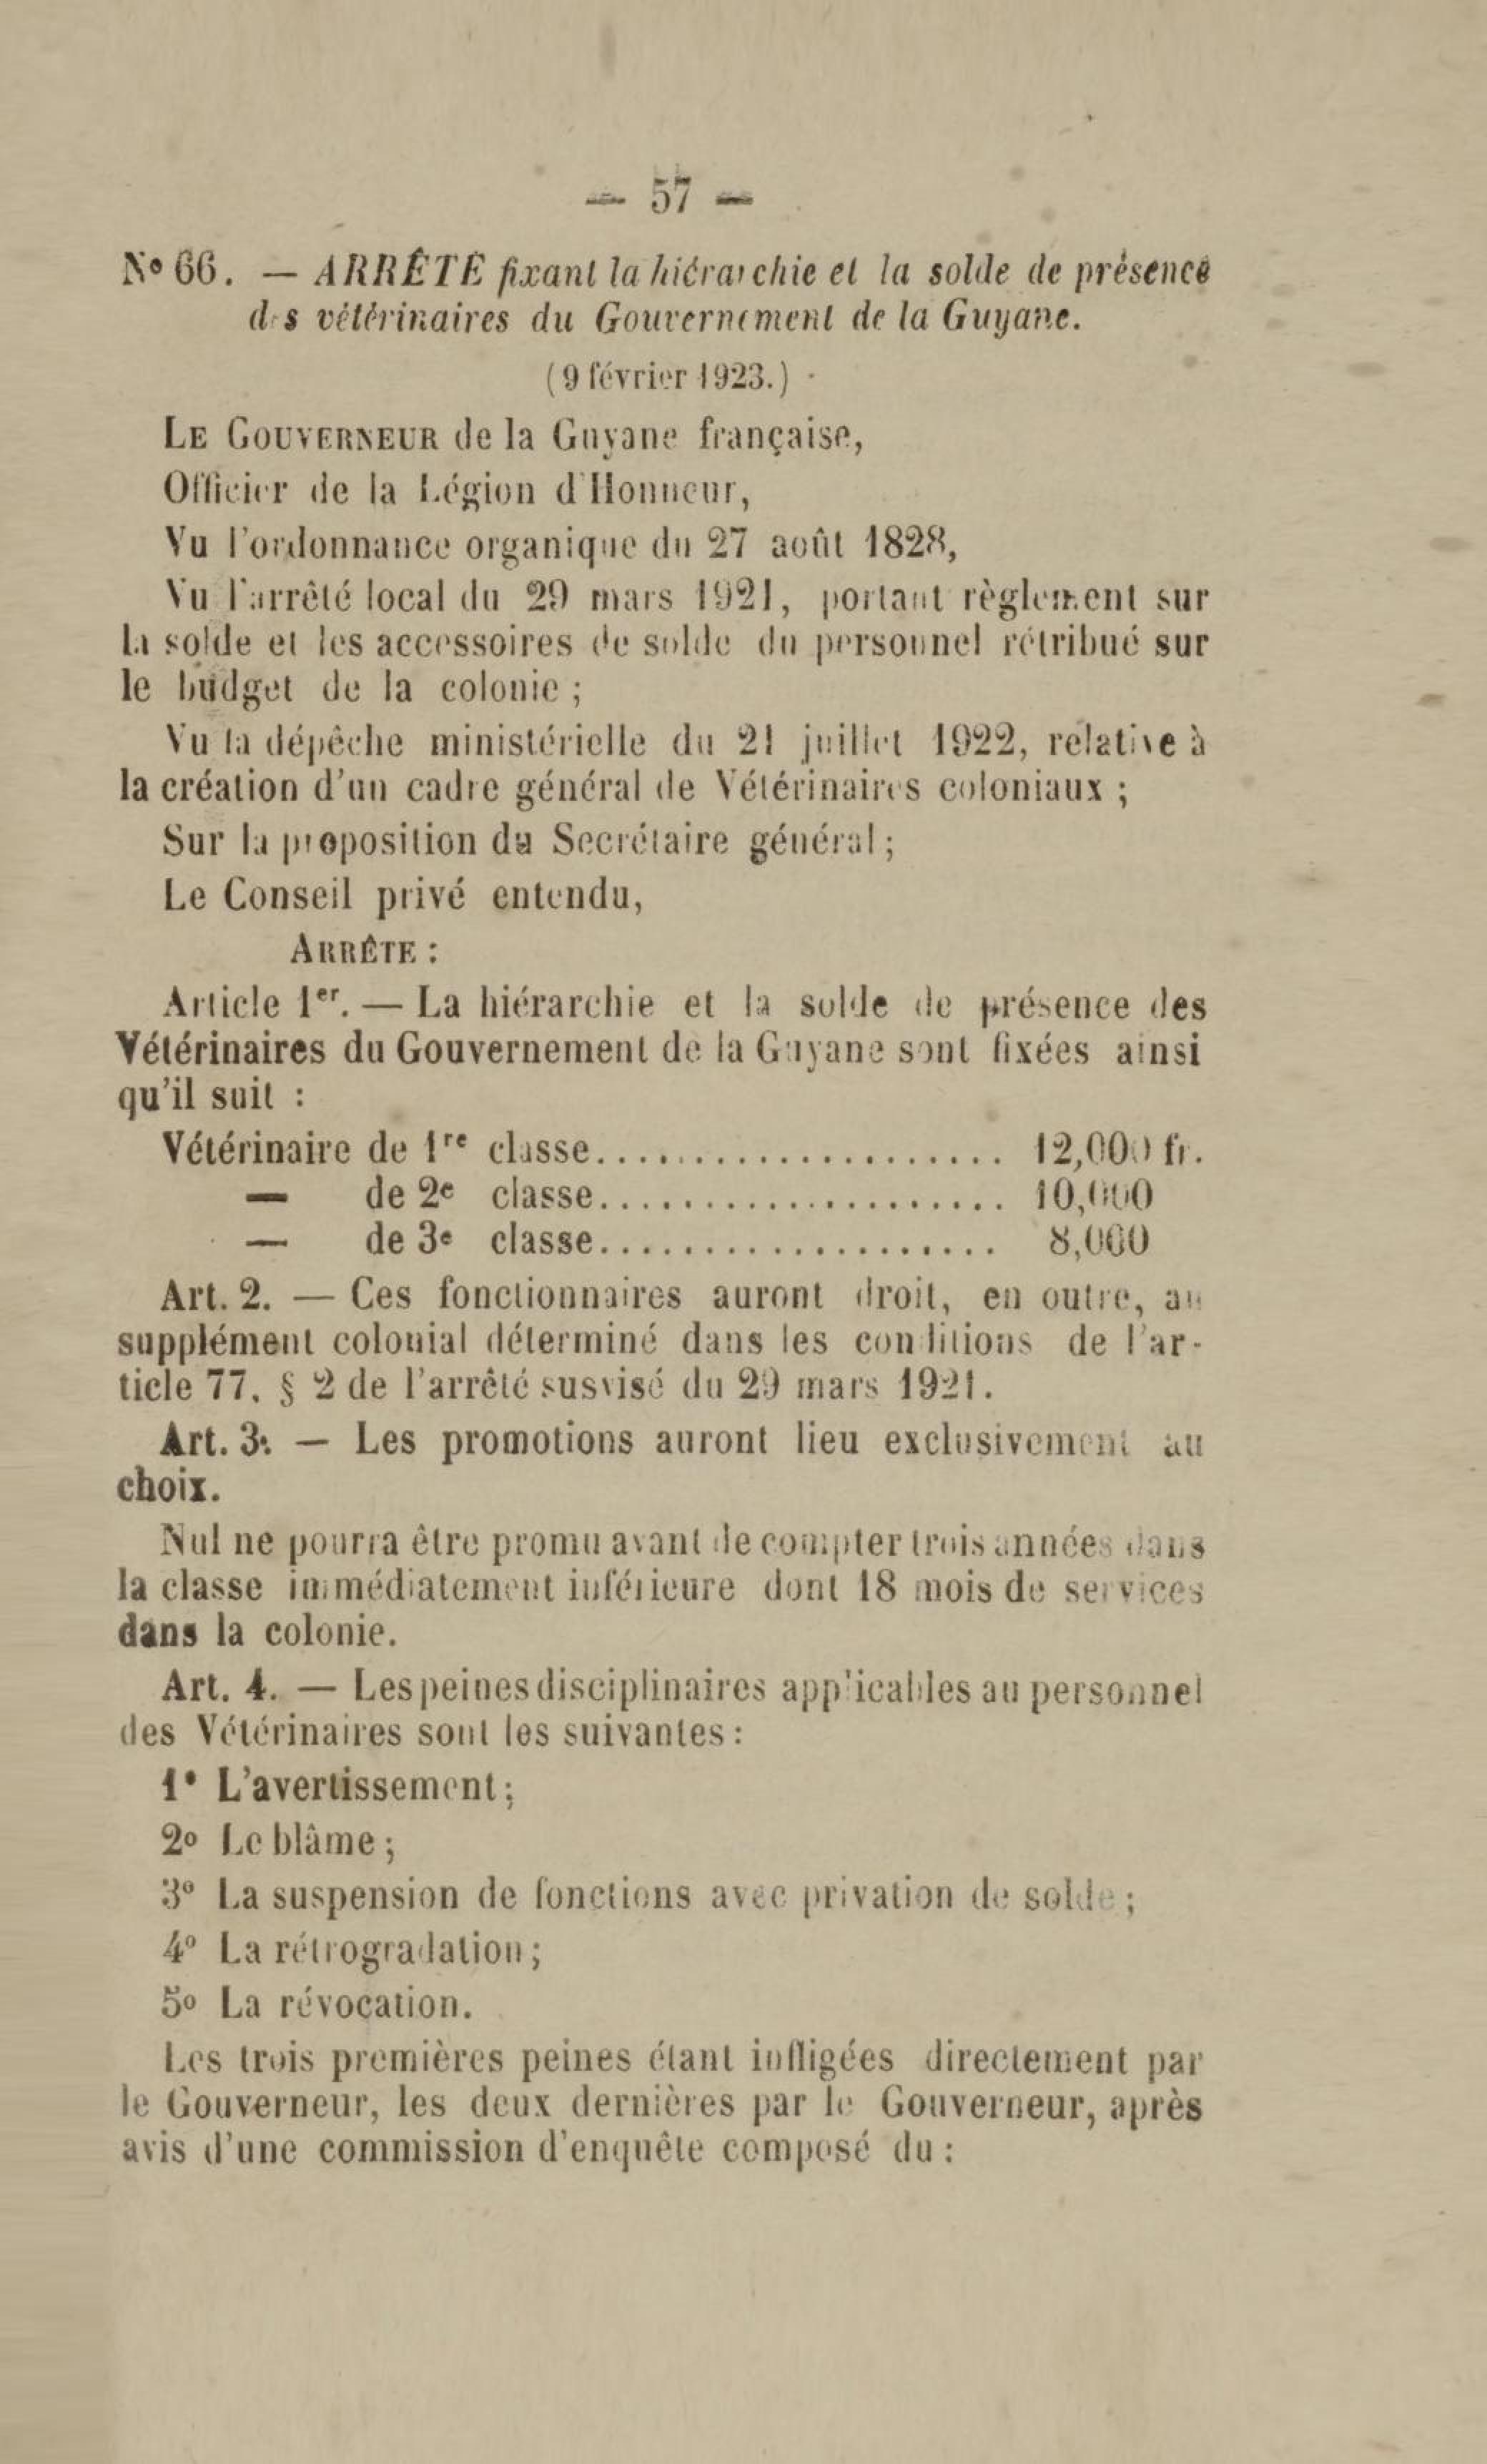 — 57 —
Nº 66. — ARRÊTÉ fixant la hiérarchie et la solde de présence
des vétérinaires du Gouvernement de la Guyane.
(9 février 1923.)
LE GOUVERNEUR de la Guyane française,
Officier de la Légion d'Honneur,
Vu l'ordonnance organique du 27 août 1828,
Vu l'arrêté local du 29 mars 1921, portant règlement sur
la solde et les accessoires de solde du personnel rétribué sur
le budget de la colonie ;
Vu la dépêche ministérielle du 21 juillet 1922, relative à
la création d'un cadre général de Vétérinaires coloniaux ;
Sur la proposition du Secrétaire général ;
Le Conseil privé entendu,
ARRÊTE :
Article 1er. — La hiérarchie et la solde de présence des
Vétérinaires du Gouvernement de la Guyane sont fixées ainsi
qu'il suit :
Vétérinaire de 1re classe.................... 12,000 fr.
— de 2e classe.................... 10,000
— de 3e classe.................... 8,000
Art. 2. — Ces fonctionnaires auront droit, en outre, au
supplément colonial déterminé dans les conditions de l'ar-
ticle 77, § 2 de l'arrêté susvisé du 29 mars 1921.
Art. 3. — Les promotions auront lieu exclusivement au
choix.
Nul ne pourra être promu avant de compter trois années dans
la classe immédiatement inférieure dont 18 mois de services
dans la colonie.
Art. 4. — Les peines disciplinaires applicables au personnel
des Vétérinaires sont les suivantes :
1º L'avertissement ;
2º Le blâme ;
3º La suspension de fonctions avec privation de solde ;
4º La rétrogradation ;
5º La révocation.
Les trois premières peines étant infligées directement par
le Gouverneur, les deux dernières par le Gouverneur, après
avis d'une commission d'enquête composé du :